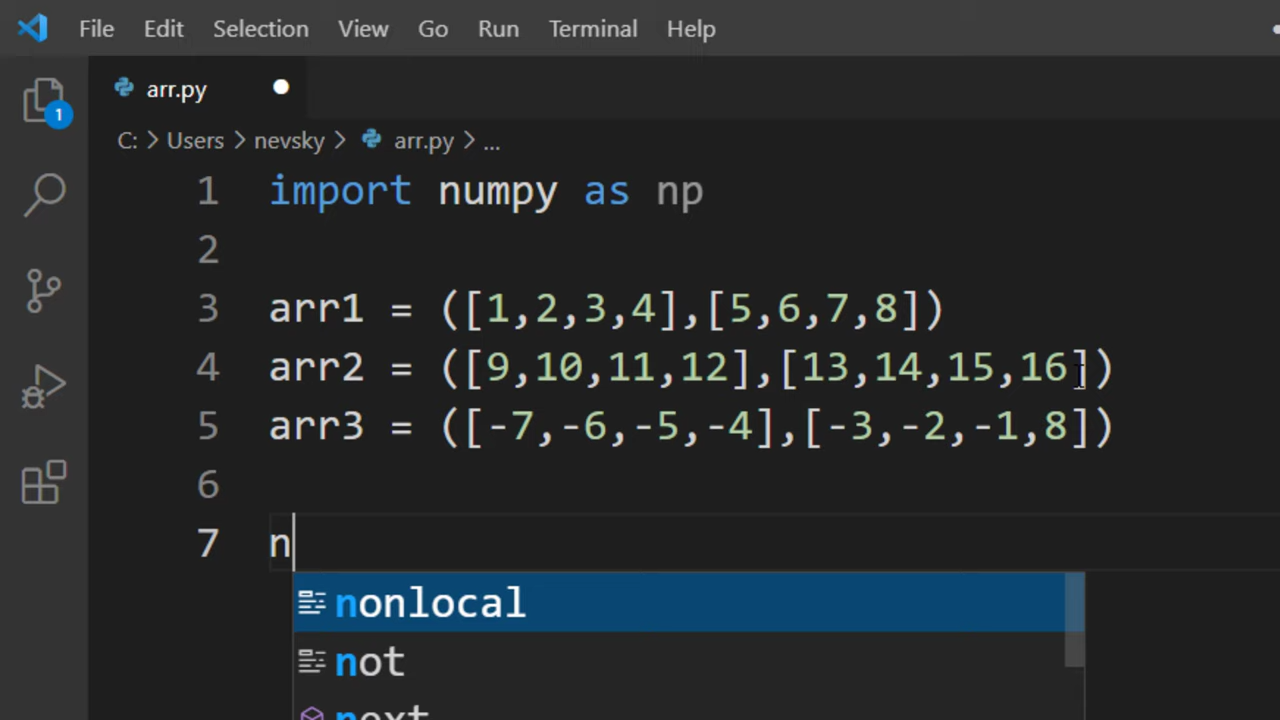 File Edit Selection View Go Run Terminal Help
arr.py
1
C: > Users > nevsky > arr.py > ...
1 import numpy as np
2
3 arr1 = ([1,2,3,4],[5,6,7,8])
4 arr2 = ([9,10,11,12],[13,14,15,16])
5 arr3 = ([-7,-6,-5,-4],[-3,-2,-1,8])
6
7 n
nonlocal
not
next